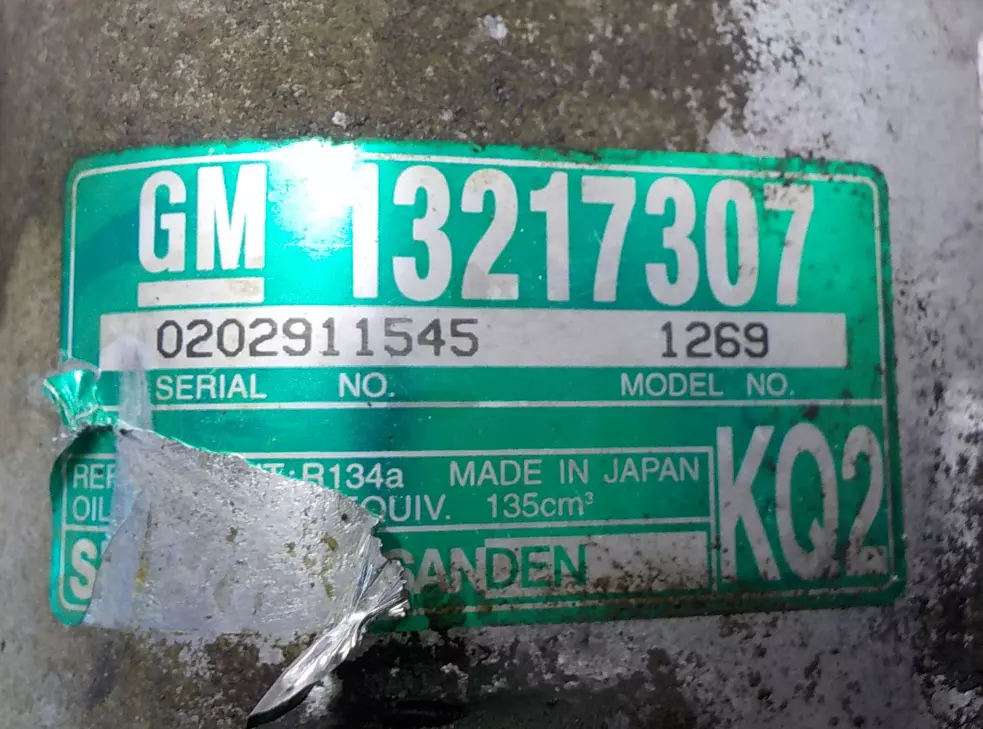 GM 13217307
0202911545 1269
SERIAL NO. MODEL NO.
R134a MADE IN JAPAN
OIL EQUIV. 135cm³
SANDEN
KQ2